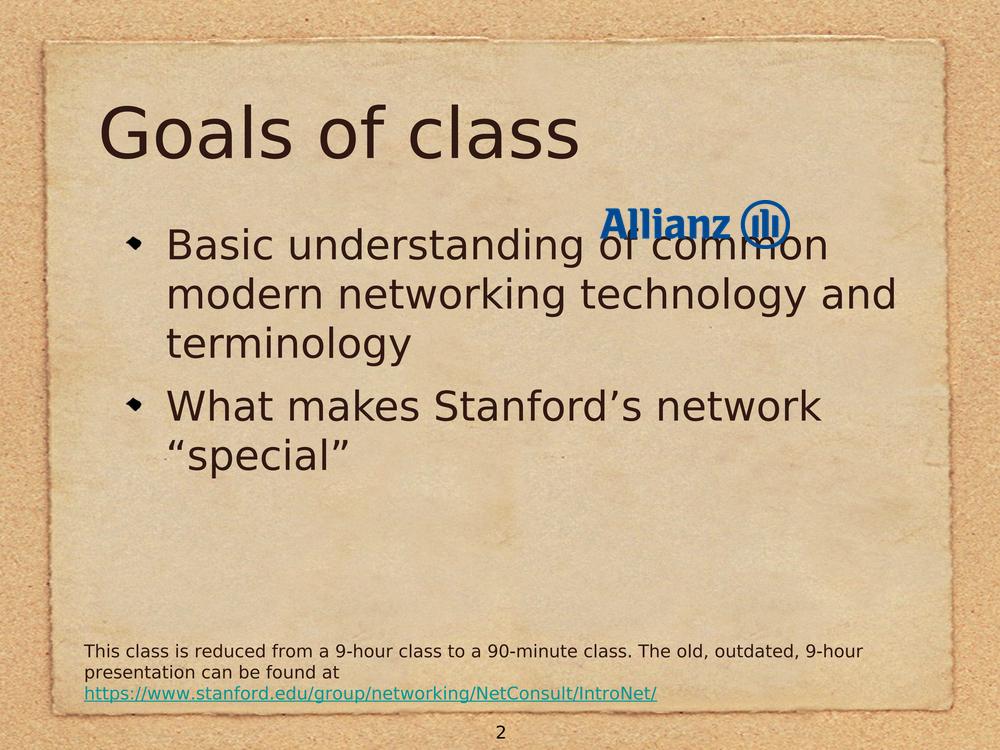 Goals of class
Allianz
Basic understanding of common
modern networking technology and
terminology
What makes Stanford’s network
“special”
This class is reduced from a 9-hour class to a 90-minute class. The old, outdated, 9-hour
presentation can be found at
https://www.stanford.edu/group/networking/NetConsult/IntroNet/
2